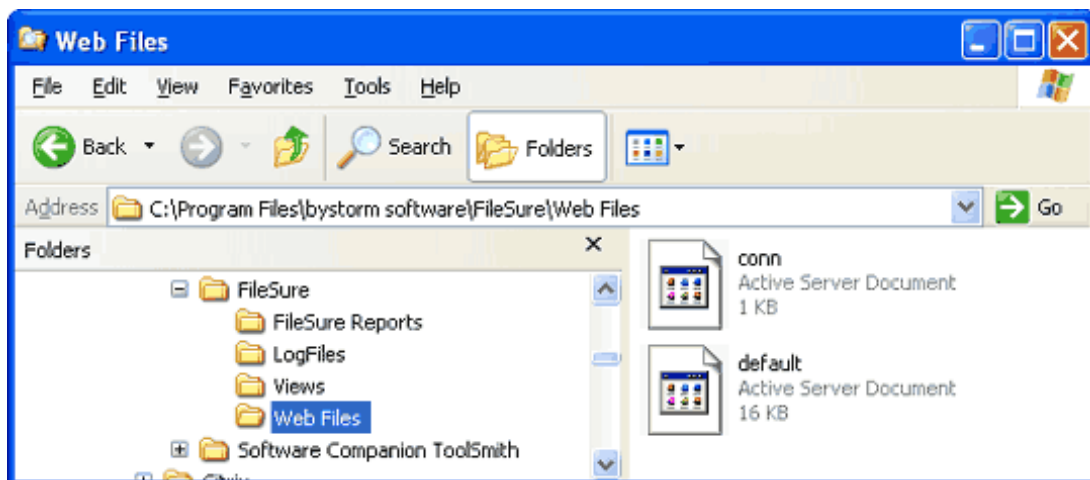 Web Files
File Edit View Favorites Tools Help
Back Search Folders
Address C:\Program Files\bystorm software\FileSure\Web Files Go
Folders
FileSure
FileSure Reports
LogFiles
Views
Web Files
Software Companion ToolSmith
Citrix
conn
Active Server Document
1 KB
default
Active Server Document
16 KB